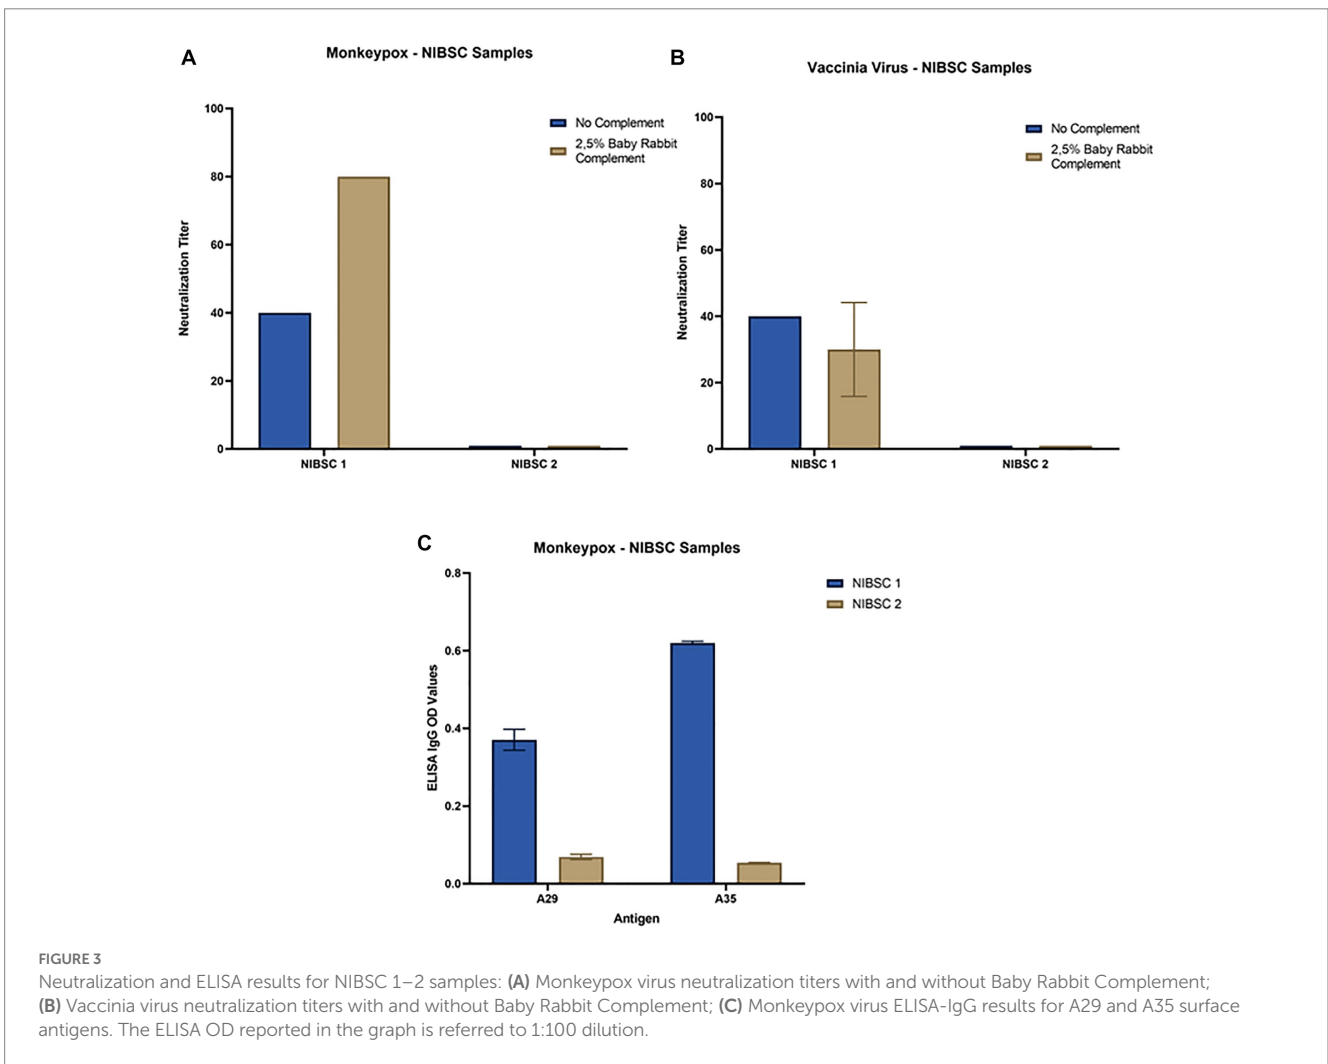 A
Monkeypox - NIBSC Samples
100
80
60
40
20
0
Neutralization Titer
NIBSC 1
NIBSC 2
No Complement
2,5% Baby Rabbit
Complement
B
Vaccinia Virus - NIBSC Samples
100
80
60
40
20
0
Neutralization Titer
NIBSC 1
NIBSC 2
No Complement
2,5% Baby Rabbit
Complement
C
Monkeypox - NIBSC Samples
0.8
0.6
0.4
0.2
0.0
ELISA IgG OD Values
A29
A35
Antigen
NIBSC 1
NIBSC 2
FIGURE 3
Neutralization and ELISA results for NIBSC 1–2 samples: (A) Monkeypox virus neutralization titers with and without Baby Rabbit Complement;
(B) Vaccinia virus neutralization titers with and without Baby Rabbit Complement; (C) Monkeypox virus ELISA-IgG results for A29 and A35 surface
antigens. The ELISA OD reported in the graph is referred to 1:100 dilution.